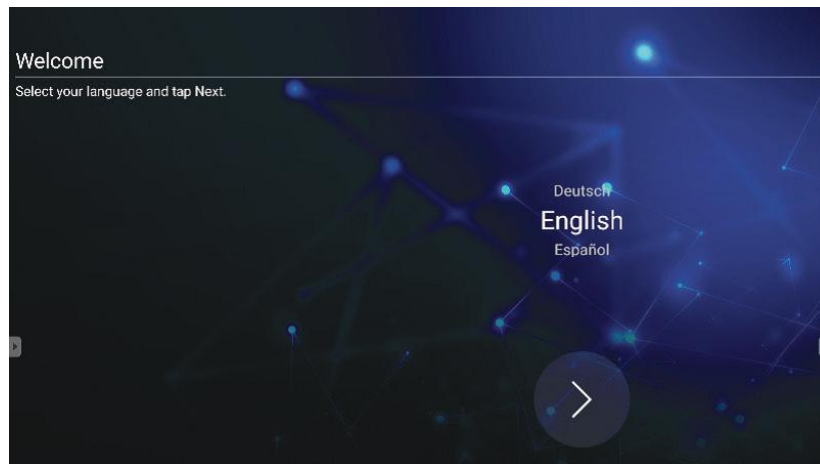 Welcome
Select your language and tap Next.
Deutsch
English
Español